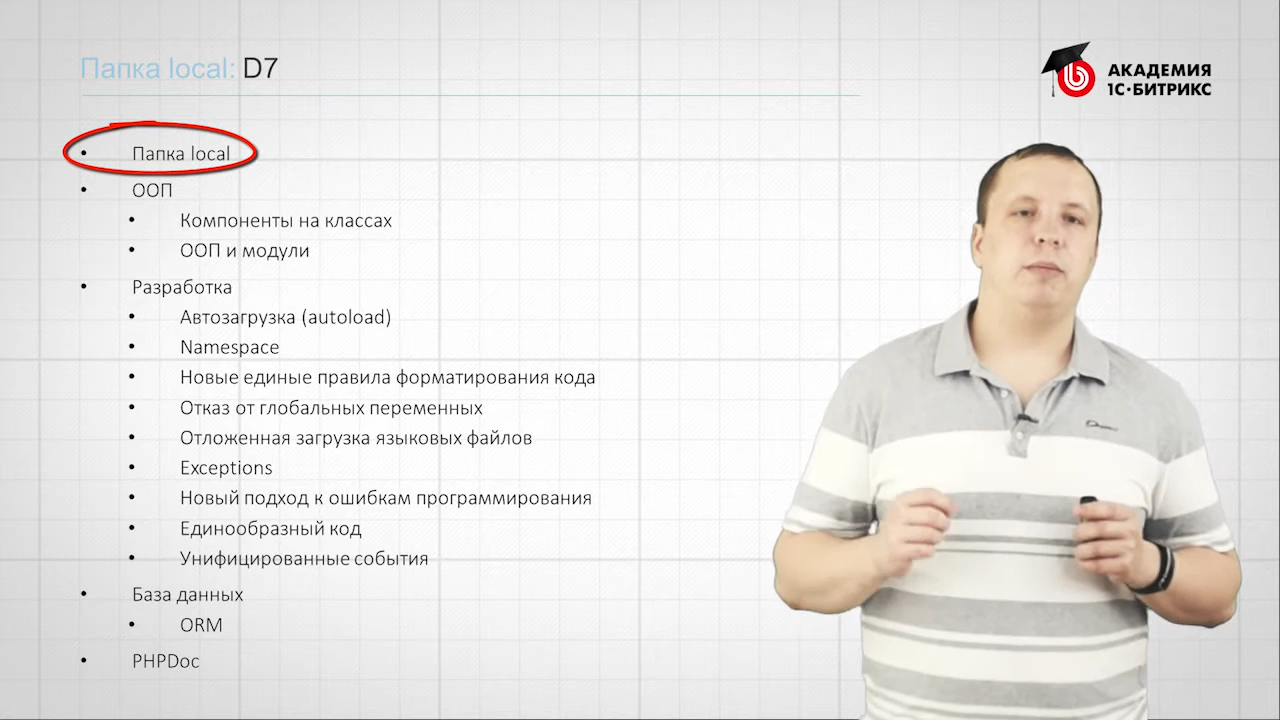 Папка local: D7
АКАДЕМИЯ
1С·БИТРИКС
• Папка local
• ООП
• Компоненты на классах
• ООП и модули
• Разработка
• Автозагрузка (autoload)
• Namespace
• Новые единые правила форматирования кода
• Отказ от глобальных переменных
• Отложенная загрузка языковых файлов
• Exceptions
• Новый подход к ошибкам программирования
• Единообразный код
• Унифицированные события
• База данных
• ORM
• PHPDoc